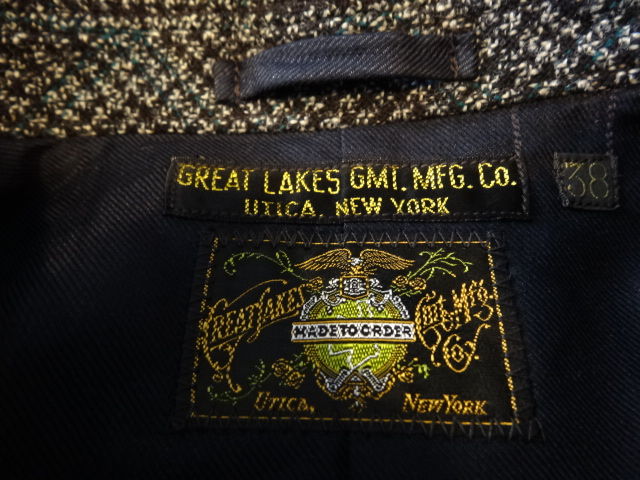 GREAT LAKES GMT. MFG. CO.
UTICA, NEW YORK
38
GREAT LAKES GMT. MFG. CO.
MADE TO ORDER
UTICA, NEW YORK